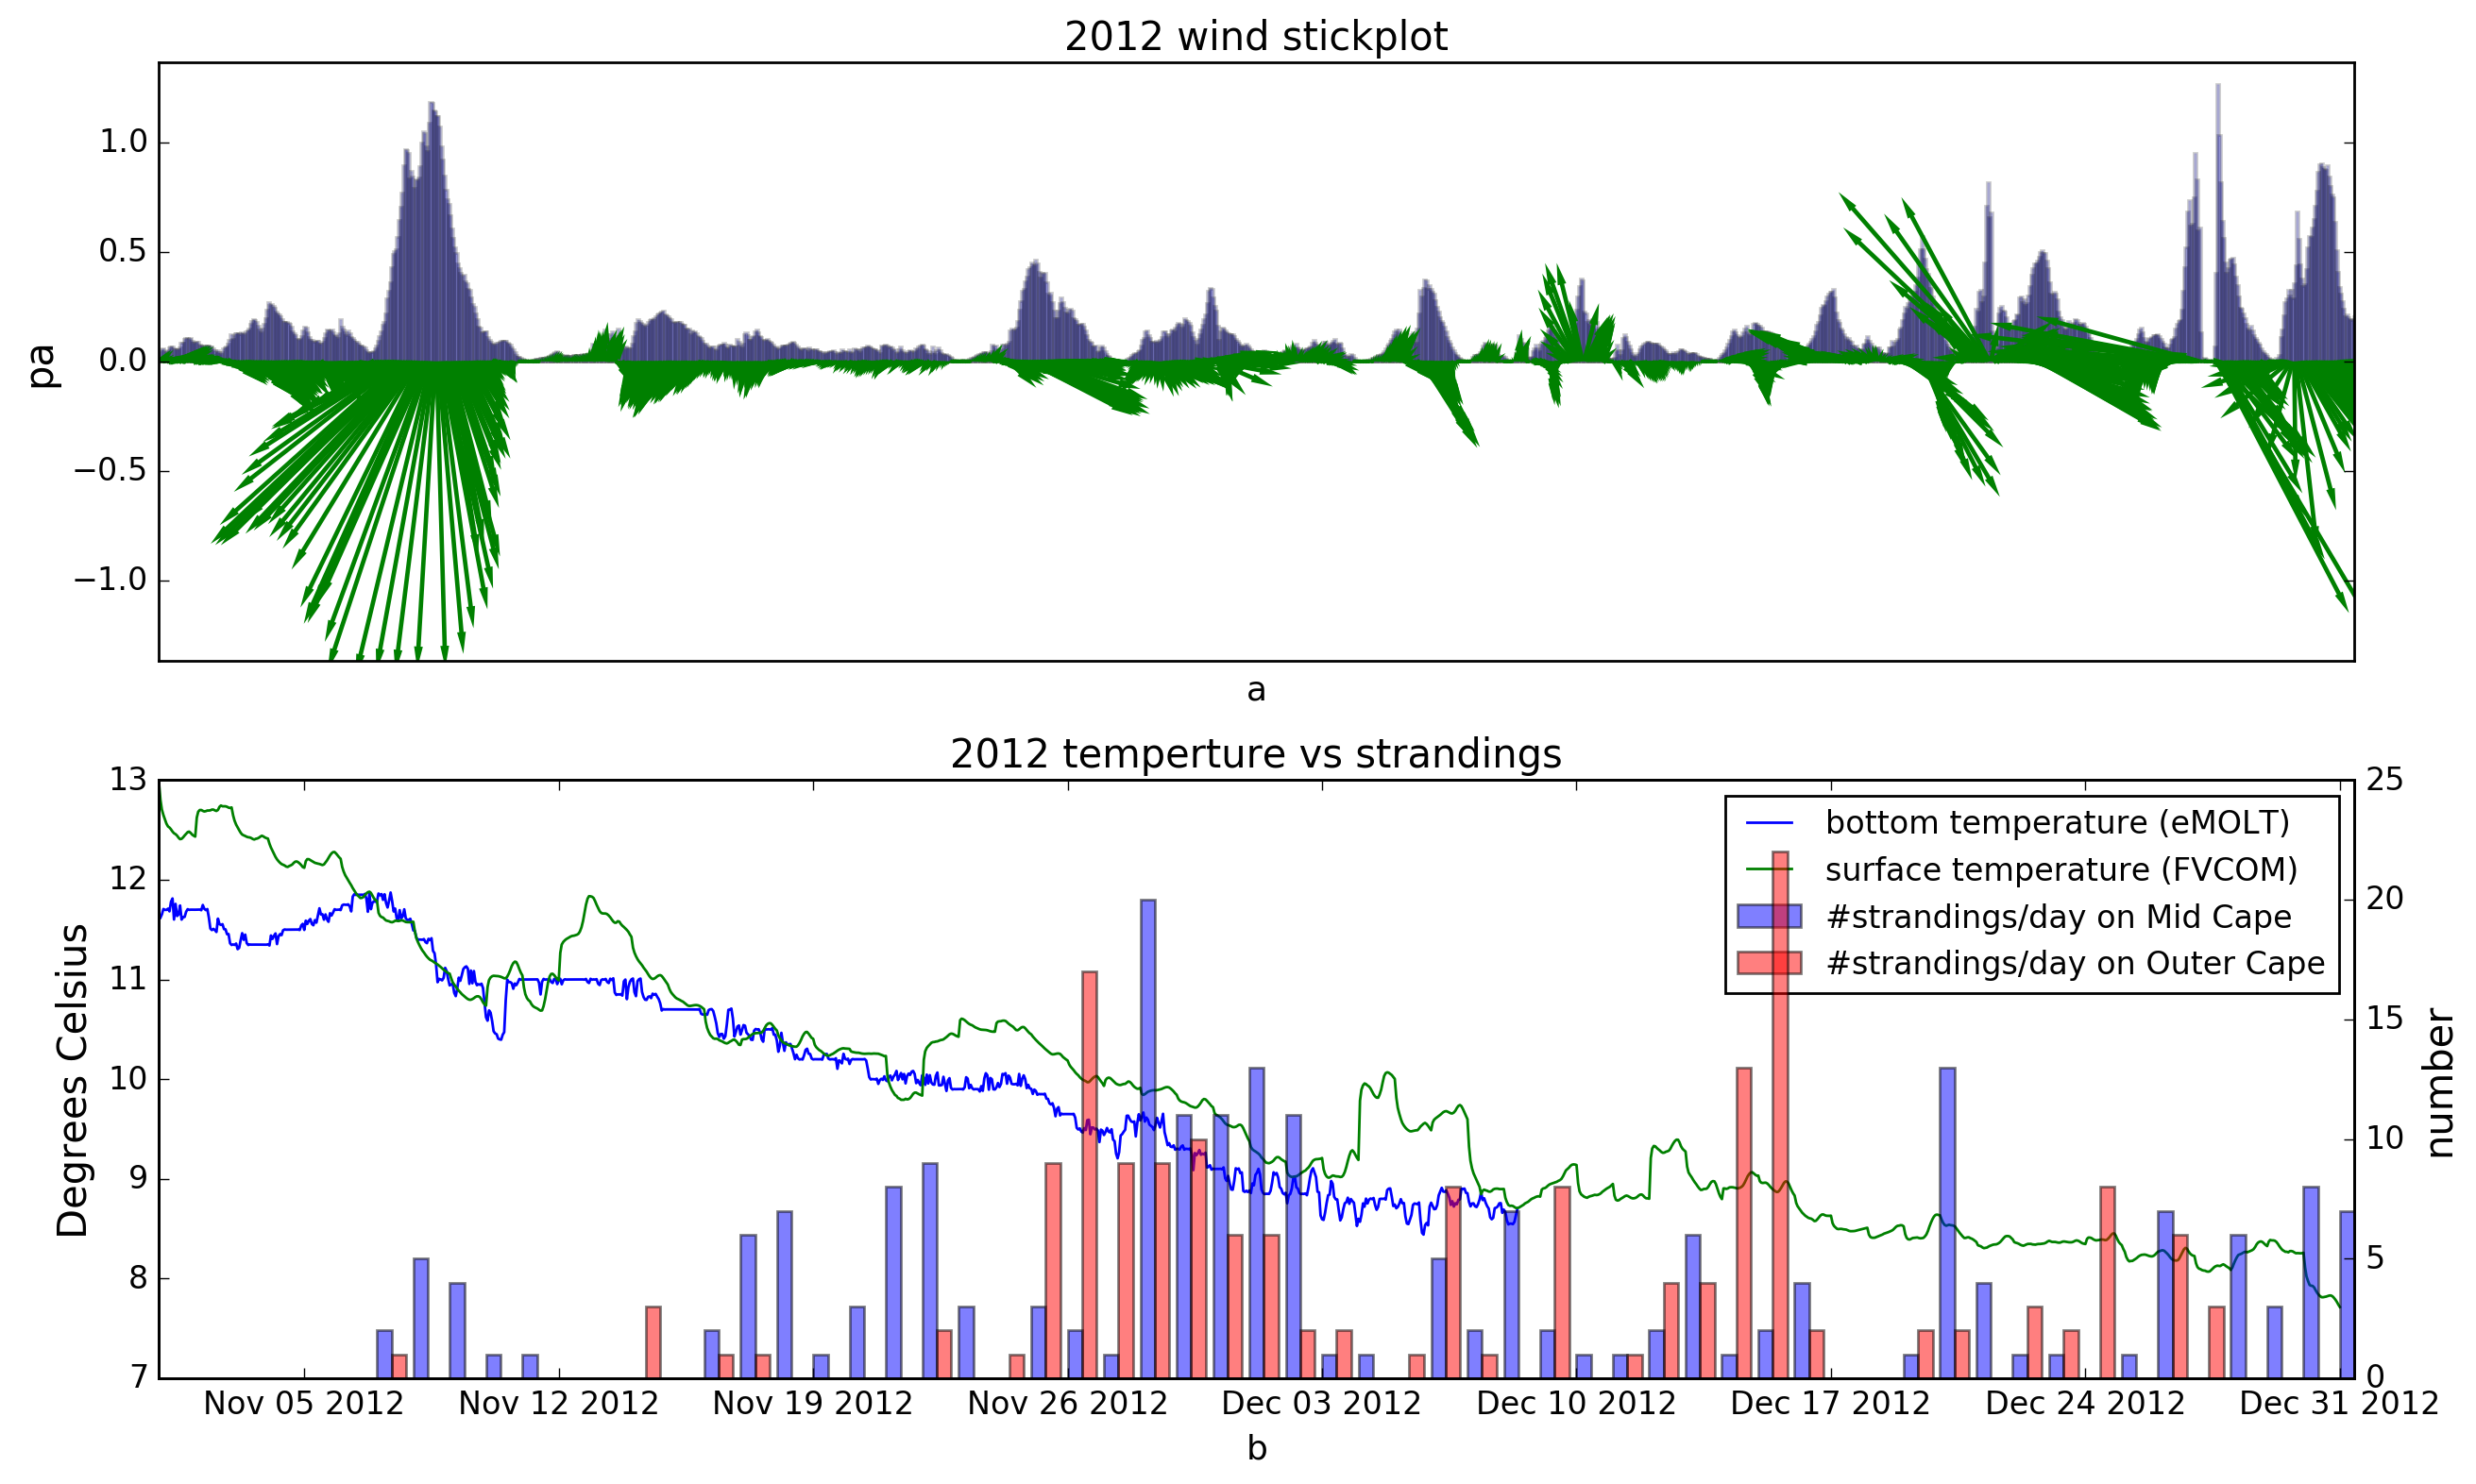 2012 wind stickplot
1.0
0.5
0.0
−0.5
−1.0
pa
a
2012 temperture vs strandings
13
12
11
10
9
8
7
Degrees Celsius
25
20
15
10
5
0
number
bottom temperature (eMOLT)
surface temperature (FVCOM)
#strandings/day on Mid Cape
#strandings/day on Outer Cape
Nov 05 2012 Nov 12 2012 Nov 19 2012 Nov 26 2012 Dec 03 2012 Dec 10 2012 Dec 17 2012 Dec 24 2012 Dec 31 2012
b